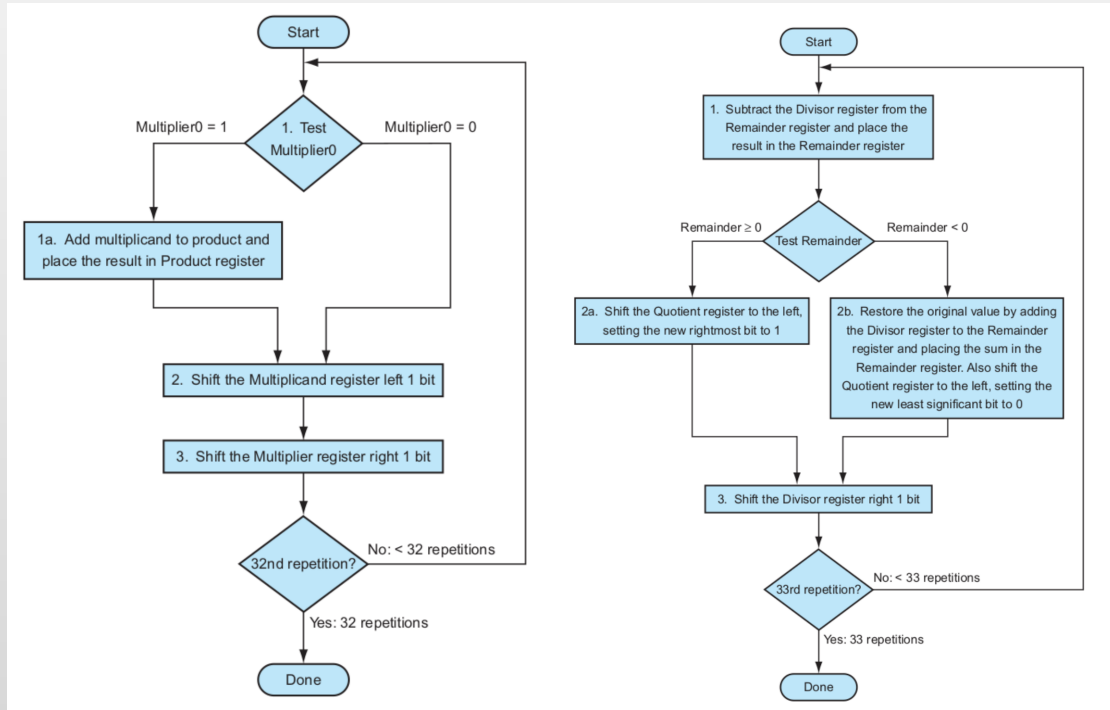 Start
Multiplier0 = 1
1. Test
Multiplier0
Multiplier0 = 0
1a. Add multiplicand to product and
place the result in Product register
2. Shift the Multiplicand register left 1 bit
3. Shift the Multiplier register right 1 bit
32nd repetition?
No: < 32 repetitions
Yes: 32 repetitions
Done
Start
1. Subtract the Divisor register from the
Remainder register and place the
result in the Remainder register
Remainder ≥ 0
Test Remainder
Remainder < 0
2a. Shift the Quotient register to the left,
setting the new rightmost bit to 1
2b. Restore the original value by adding
the Divisor register to the Remainder
register and placing the sum in the
Remainder register. Also shift the
Quotient register to the left, setting the
new least significant bit to 0
3. Shift the Divisor register right 1 bit
33rd repetition?
No: < 33 repetitions
Yes: 33 repetitions
Done